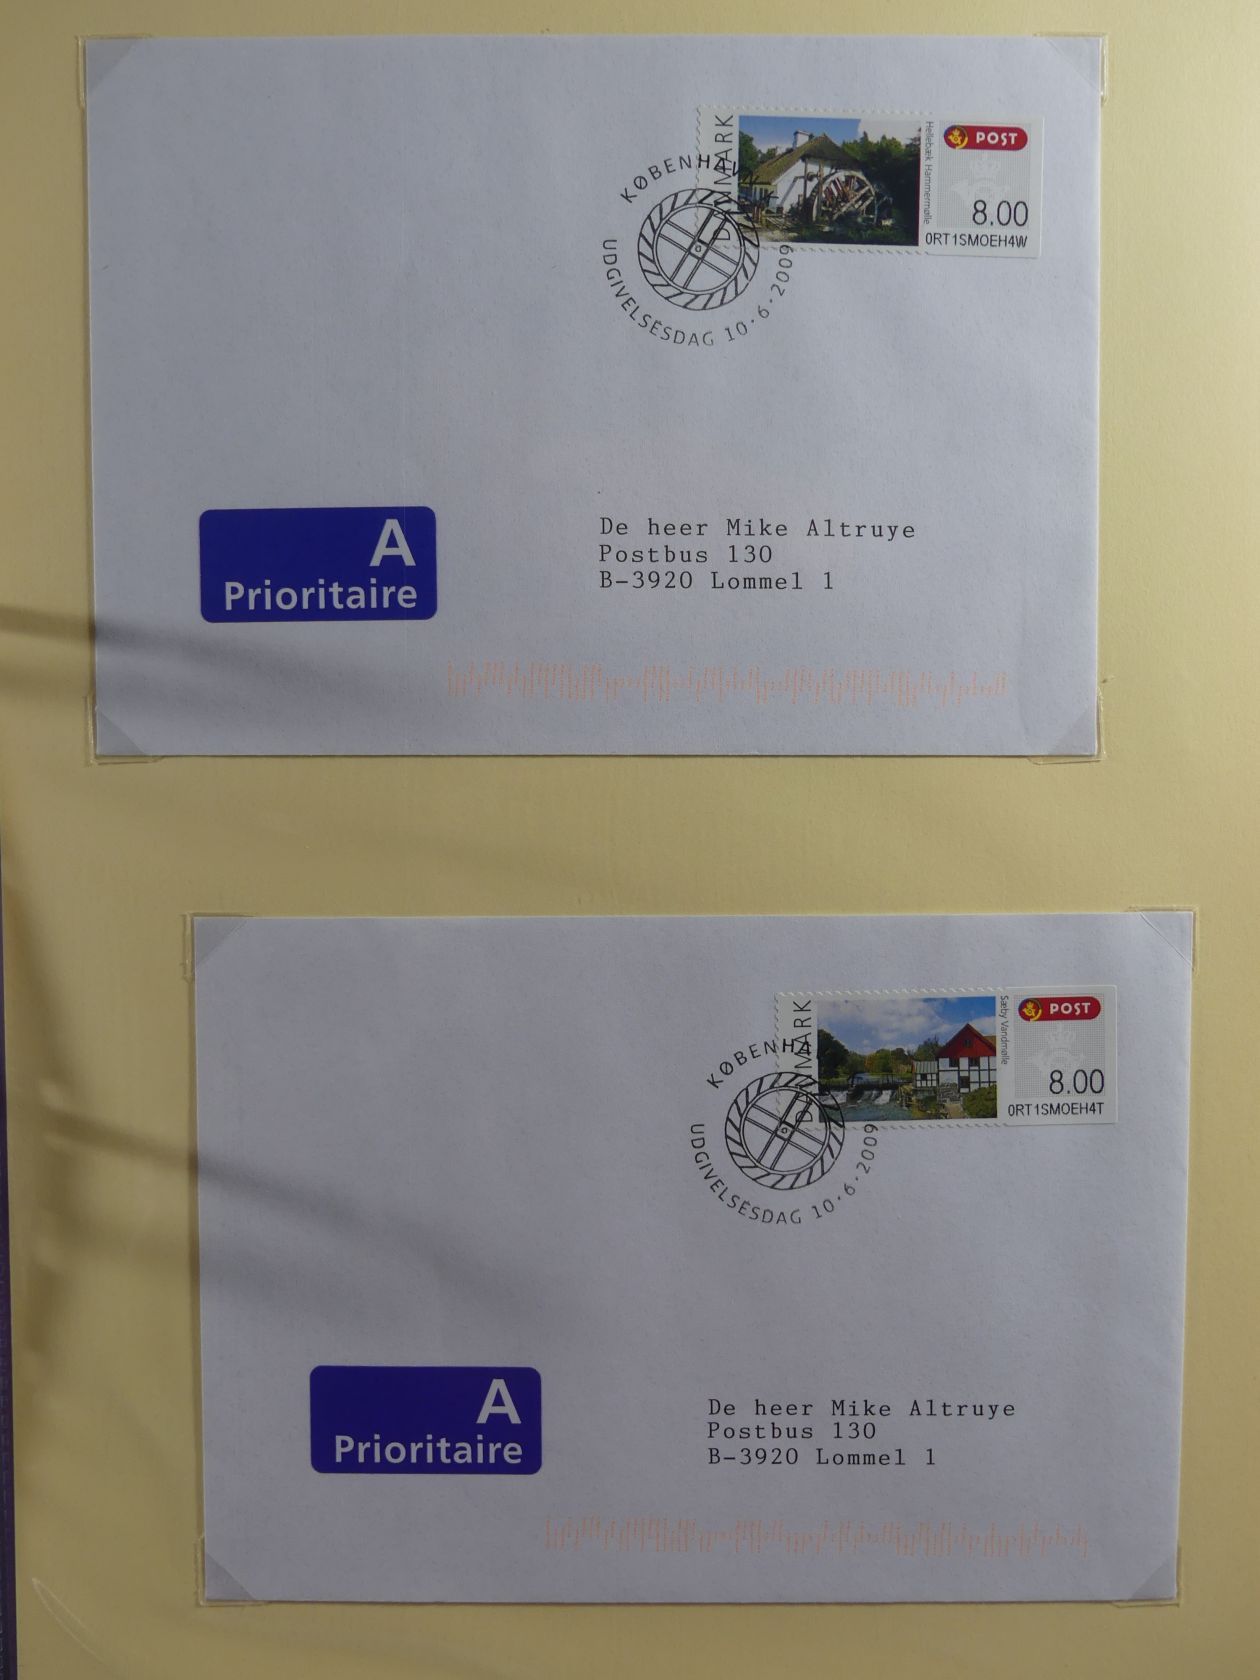 KØBENHAVN
UDGIVELSESDAG 10·6·2009
DANMARK
Hellebæk Hammermølle
POST
8.00
0RT1SMOEH4W
A
Prioritaire
De heer Mike Altruye
Postbus 130
B-3920 Lommel 1
KØBENHA
UDGIVELSESDAG 10·6·2009
DANMARK
Sæby Vandmølle
POST
8.00
0RT1SMOEH4T
A
Prioritaire
De heer Mike Altruye
Postbus 130
B-3920 Lommel 1